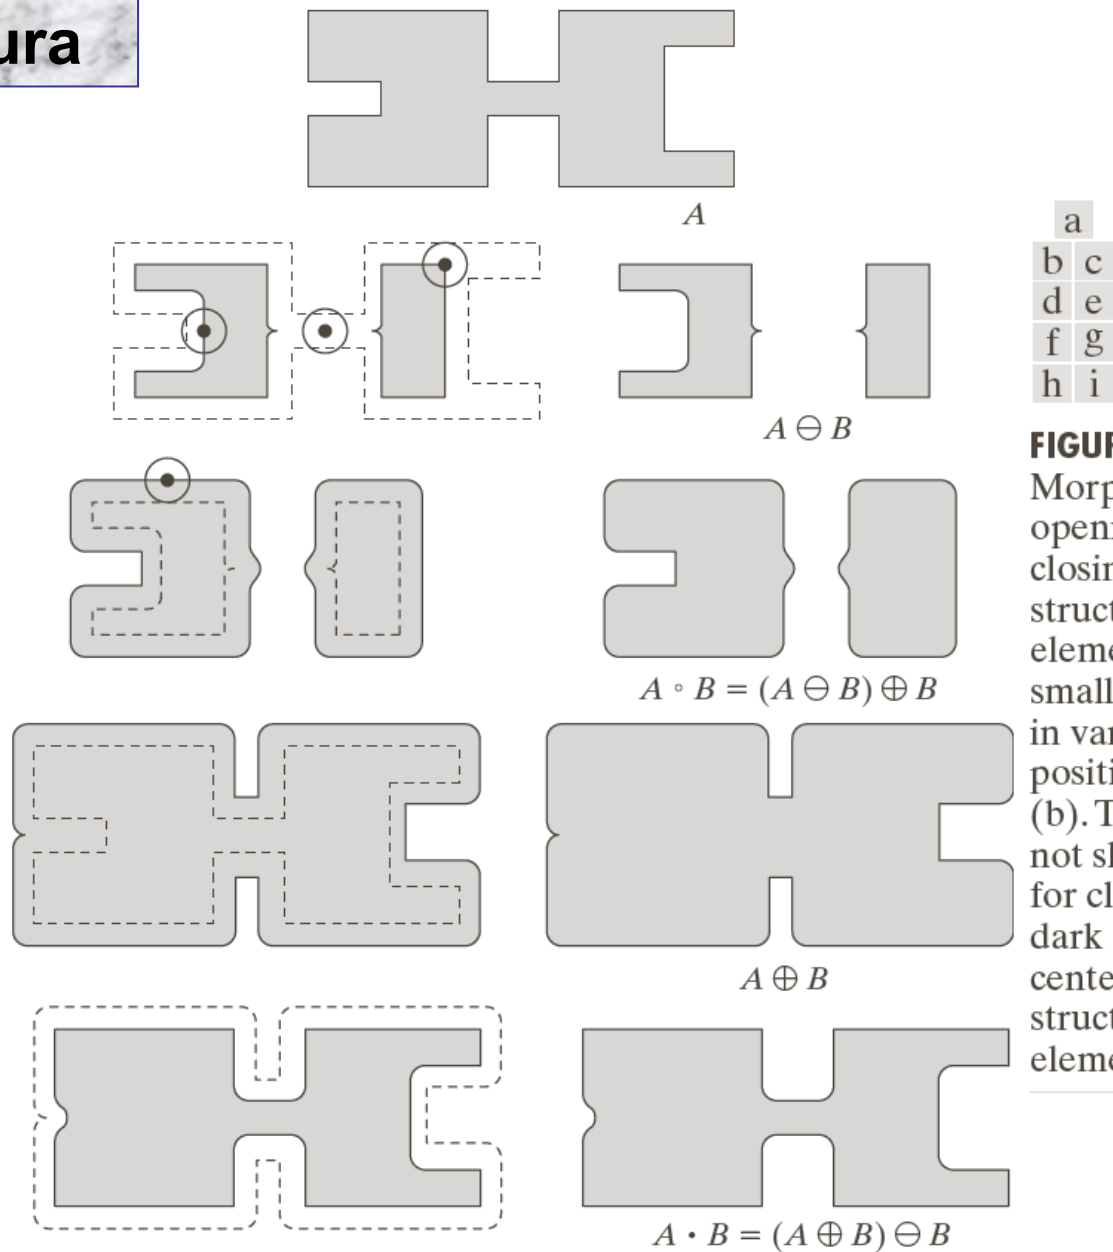 ura
A
a
b c
d e
f g
h i
A ⊖ B
FIGUR
Morp
openi
closin
struct
eleme
small
in var
positi
(b). T
not sh
for cl
dark
cente
struct
eleme
A ∘ B = (A ⊖ B) ⊕ B
A ⊕ B
A • B = (A ⊕ B) ⊖ B